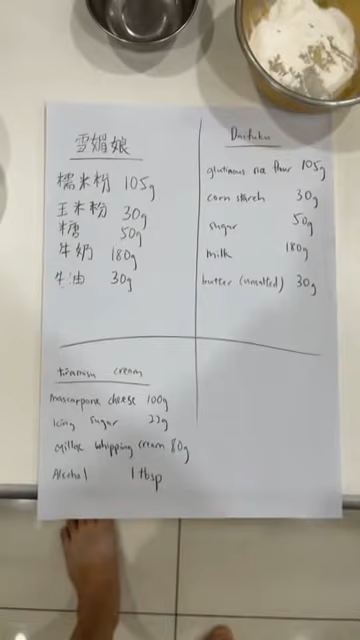 雪媚娘
糯米粉 105g
玉米粉 30g
糖 50g
牛奶 180g
牛油 30g
Daifuku
glutinous rice flour 105g
corn starch 30g
sugar 50g
milk 180g
butter (unsalted) 30g
tiramisu cream
mascarpone cheese 100g
Icing sugar 22g
whipping cream 80g
Alcohol 1 tbsp